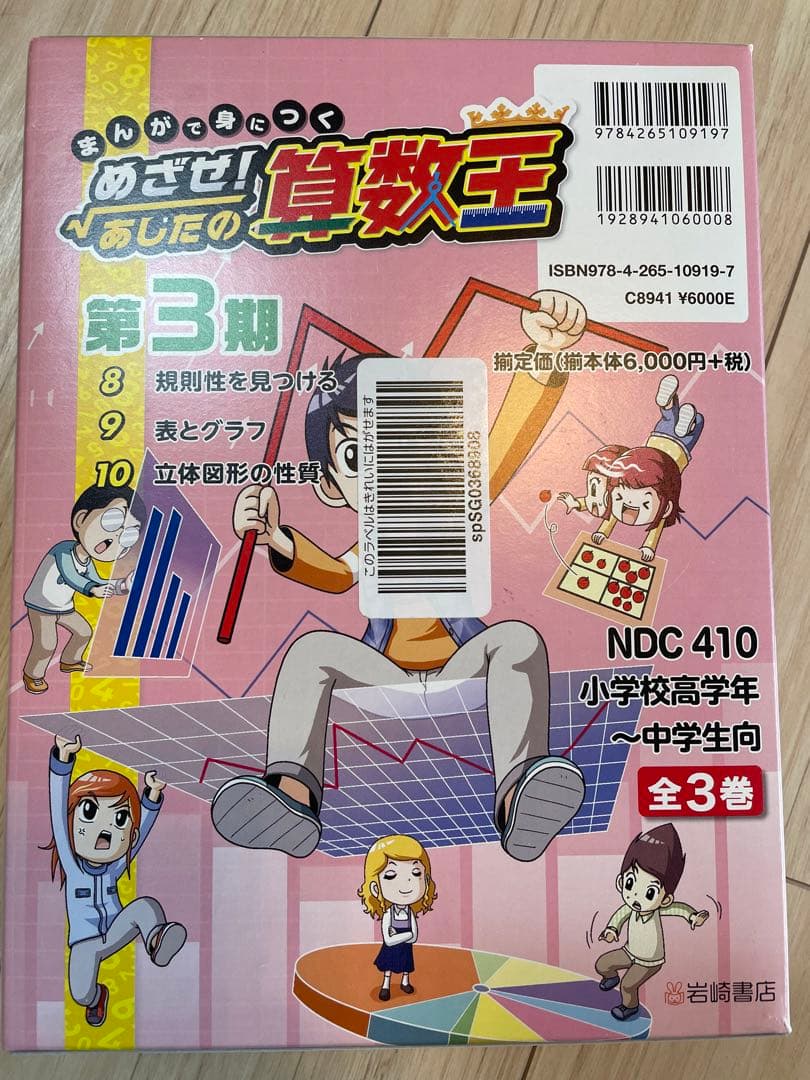 まんがで身につく
めざせ!
あしたの
算数王
第3期
8 規則性を見つける
9 表とグラフ
10 立体図形の性質
9784265109197
1928941060008
ISBN978-4-265-10919-7
C8941 ¥6000E
揃定価(揃本体6,000円+税)
このラベルはきれいにはがせます
spSG0368908
NDC 410
小学校高学年
～中学生向
全3巻
岩崎書店